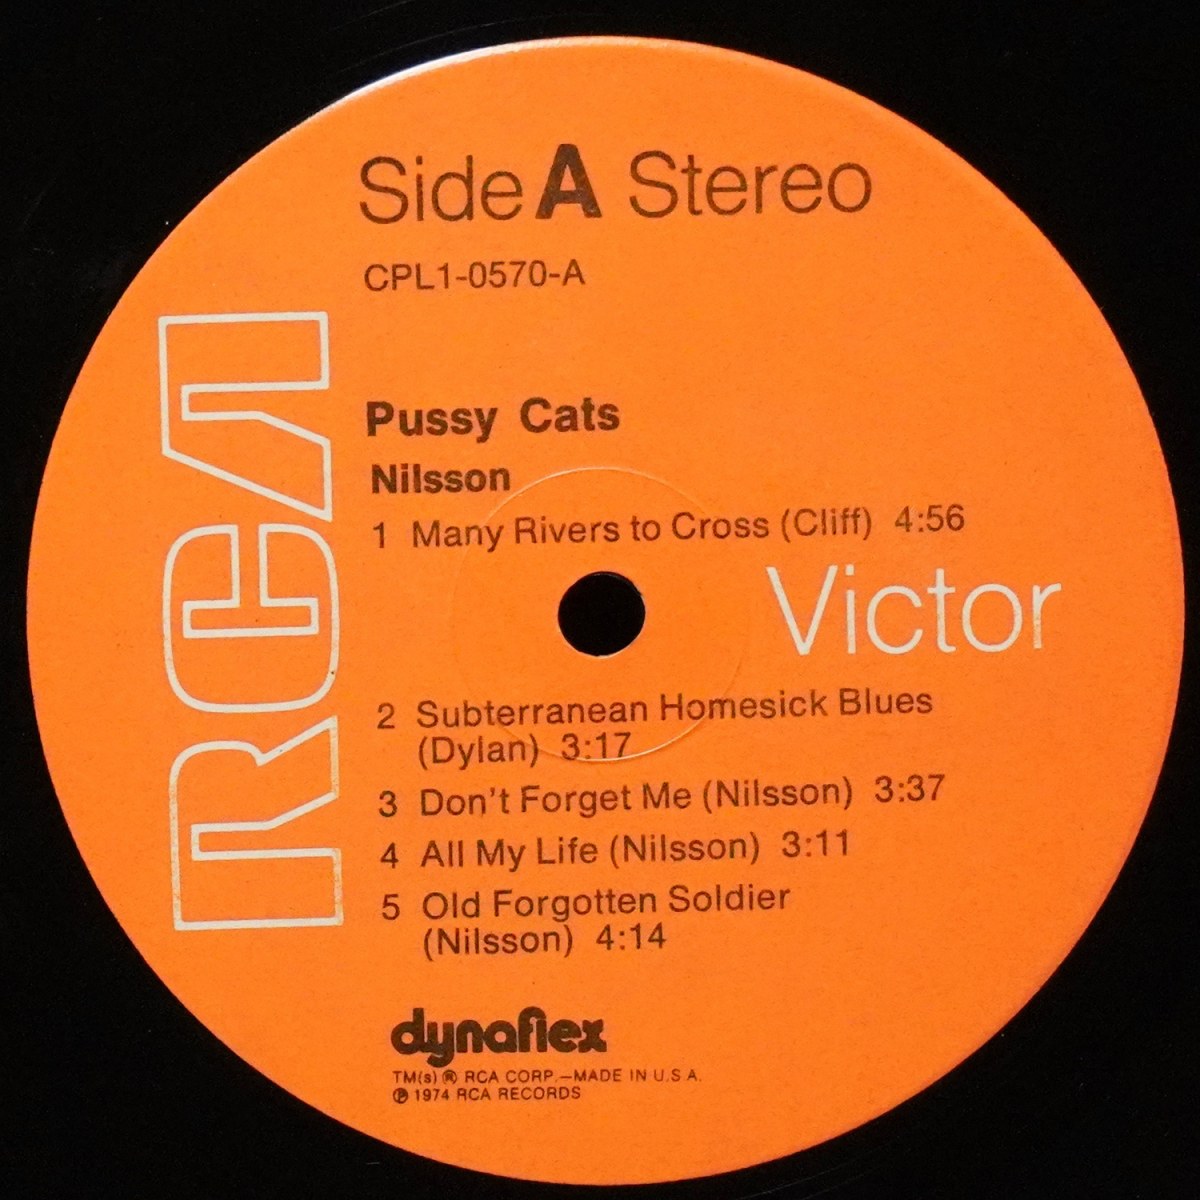 Side A Stereo
CPL1-0570-A
RCA
Pussy Cats
Nilsson
1 Many Rivers to Cross (Cliff) 4:56
Victor
2 Subterranean Homesick Blues
(Dylan) 3:17
3 Don't Forget Me (Nilsson) 3:37
4 All My Life (Nilsson) 3:11
5 Old Forgotten Soldier
(Nilsson) 4:14
dynaflex
TM(s) ® RCA CORP.—MADE IN U.S.A.
℗ 1974 RCA RECORDS